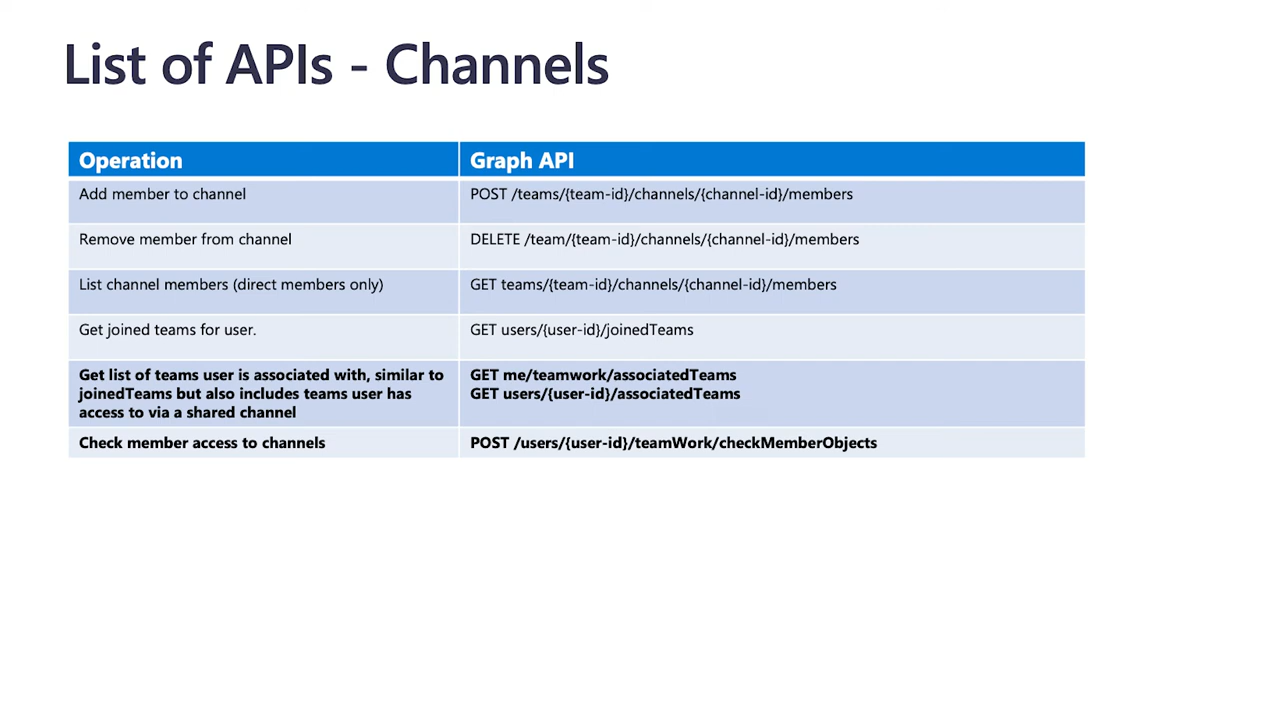 List of APIs - Channels
Operation
Graph API
Add member to channel
POST /teams/{team-id}/channels/{channel-id}/members
Remove member from channel
DELETE /team/{team-id}/channels/{channel-id}/members
List channel members (direct members only)
GET teams/{team-id}/channels/{channel-id}/members
Get joined teams for user.
GET users/{user-id}/joinedTeams
Get list of teams user is associated with, similar to
joinedTeams but also includes teams user has
access to via a shared channel
GET me/teamwork/associatedTeams
GET users/{user-id}/associatedTeams
Check member access to channels
POST /users/{user-id}/teamWork/checkMemberObjects